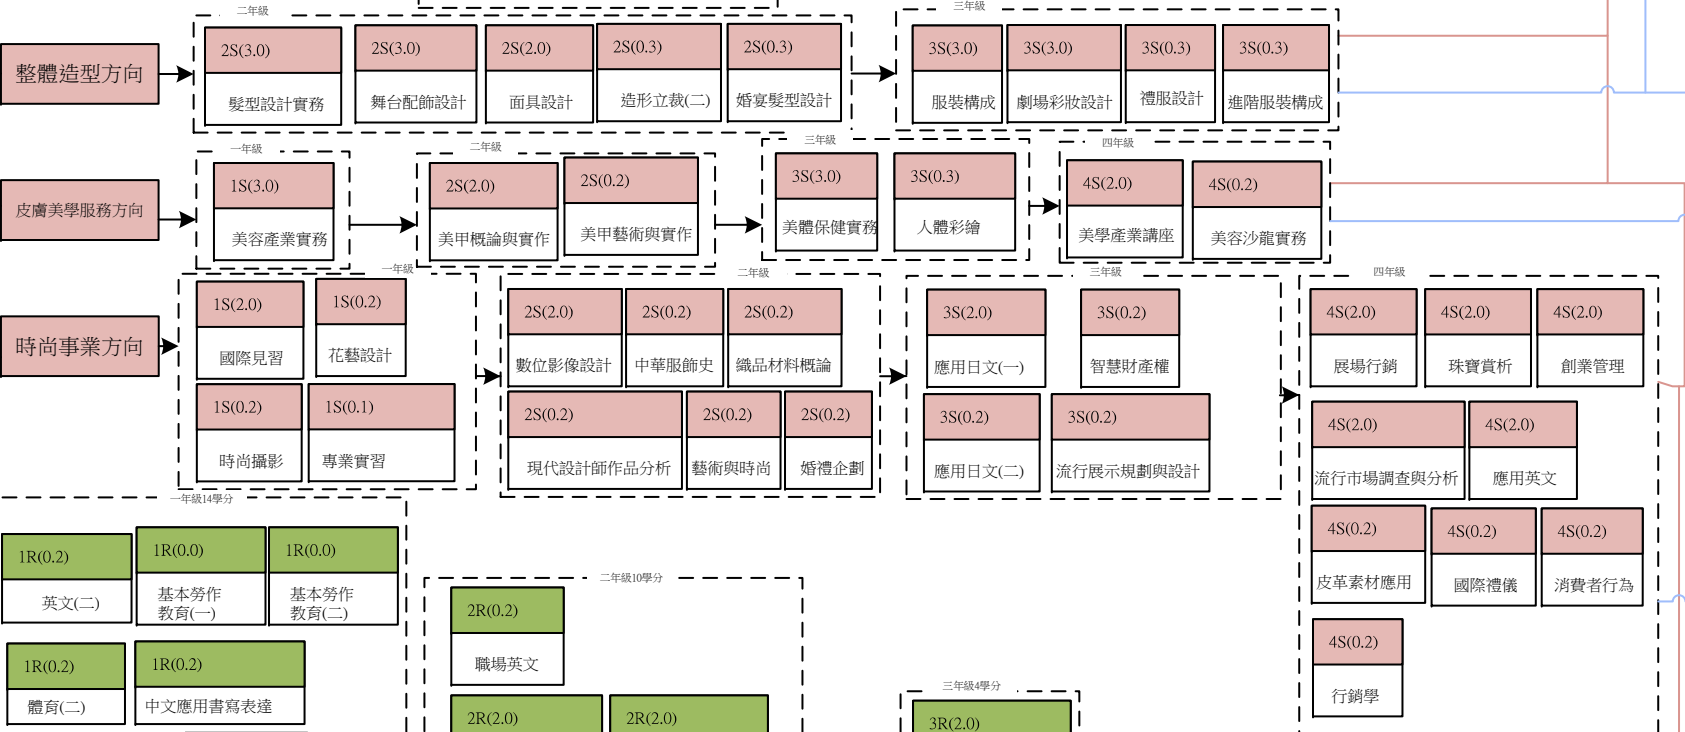 二年級
三年級
整體造型方向
2S(3.0)
髮型設計實務
2S(3.0)
舞台配飾設計
2S(2.0)
面具設計
2S(0.3)
造形立裁(二)
2S(0.3)
婚宴髮型設計
3S(3.0)
服裝構成
3S(3.0)
劇場彩妝設計
3S(0.3)
禮服設計
3S(0.3)
進階服裝構成
一年級
二年級
三年級
四年級
皮膚美學服務方向
1S(3.0)
美容產業實務
2S(2.0)
美甲概論與實作
2S(0.2)
美甲藝術與實作
3S(3.0)
美體保健實務
3S(0.3)
人體彩繪
4S(2.0)
美學產業講座
4S(0.2)
美容沙龍實務
一年級
二年級
三年級
四年級
時尚事業方向
1S(2.0)
國際見習
1S(0.2)
花藝設計
1S(0.2)
時尚攝影
1S(0.1)
專業實習
2S(2.0)
數位影像設計
2S(0.2)
中華服飾史
2S(0.2)
織品材料概論
2S(0.2)
現代設計師作品分析
2S(0.2)
藝術與時尚
2S(0.2)
婚禮企劃
3S(2.0)
應用日文(一)
3S(0.2)
智慧財產權
3S(0.2)
應用日文(二)
3S(0.2)
流行展示規劃與設計
4S(2.0)
展場行銷
4S(2.0)
珠寶賞析
4S(2.0)
創業管理
4S(2.0)
流行市場調查與分析
4S(2.0)
應用英文
4S(0.2)
皮革素材應用
4S(0.2)
國際禮儀
4S(0.2)
消費者行為
4S(0.2)
行銷學
一年級14學分
1R(0.2)
英文(二)
1R(0.0)
基本勞作
教育(一)
1R(0.0)
基本勞作
教育(二)
1R(0.2)
體育(二)
1R(0.2)
中文應用書寫表達
二年級10學分
2R(0.2)
職場英文
2R(2.0)
2R(2.0)
三年級4學分
3R(2.0)